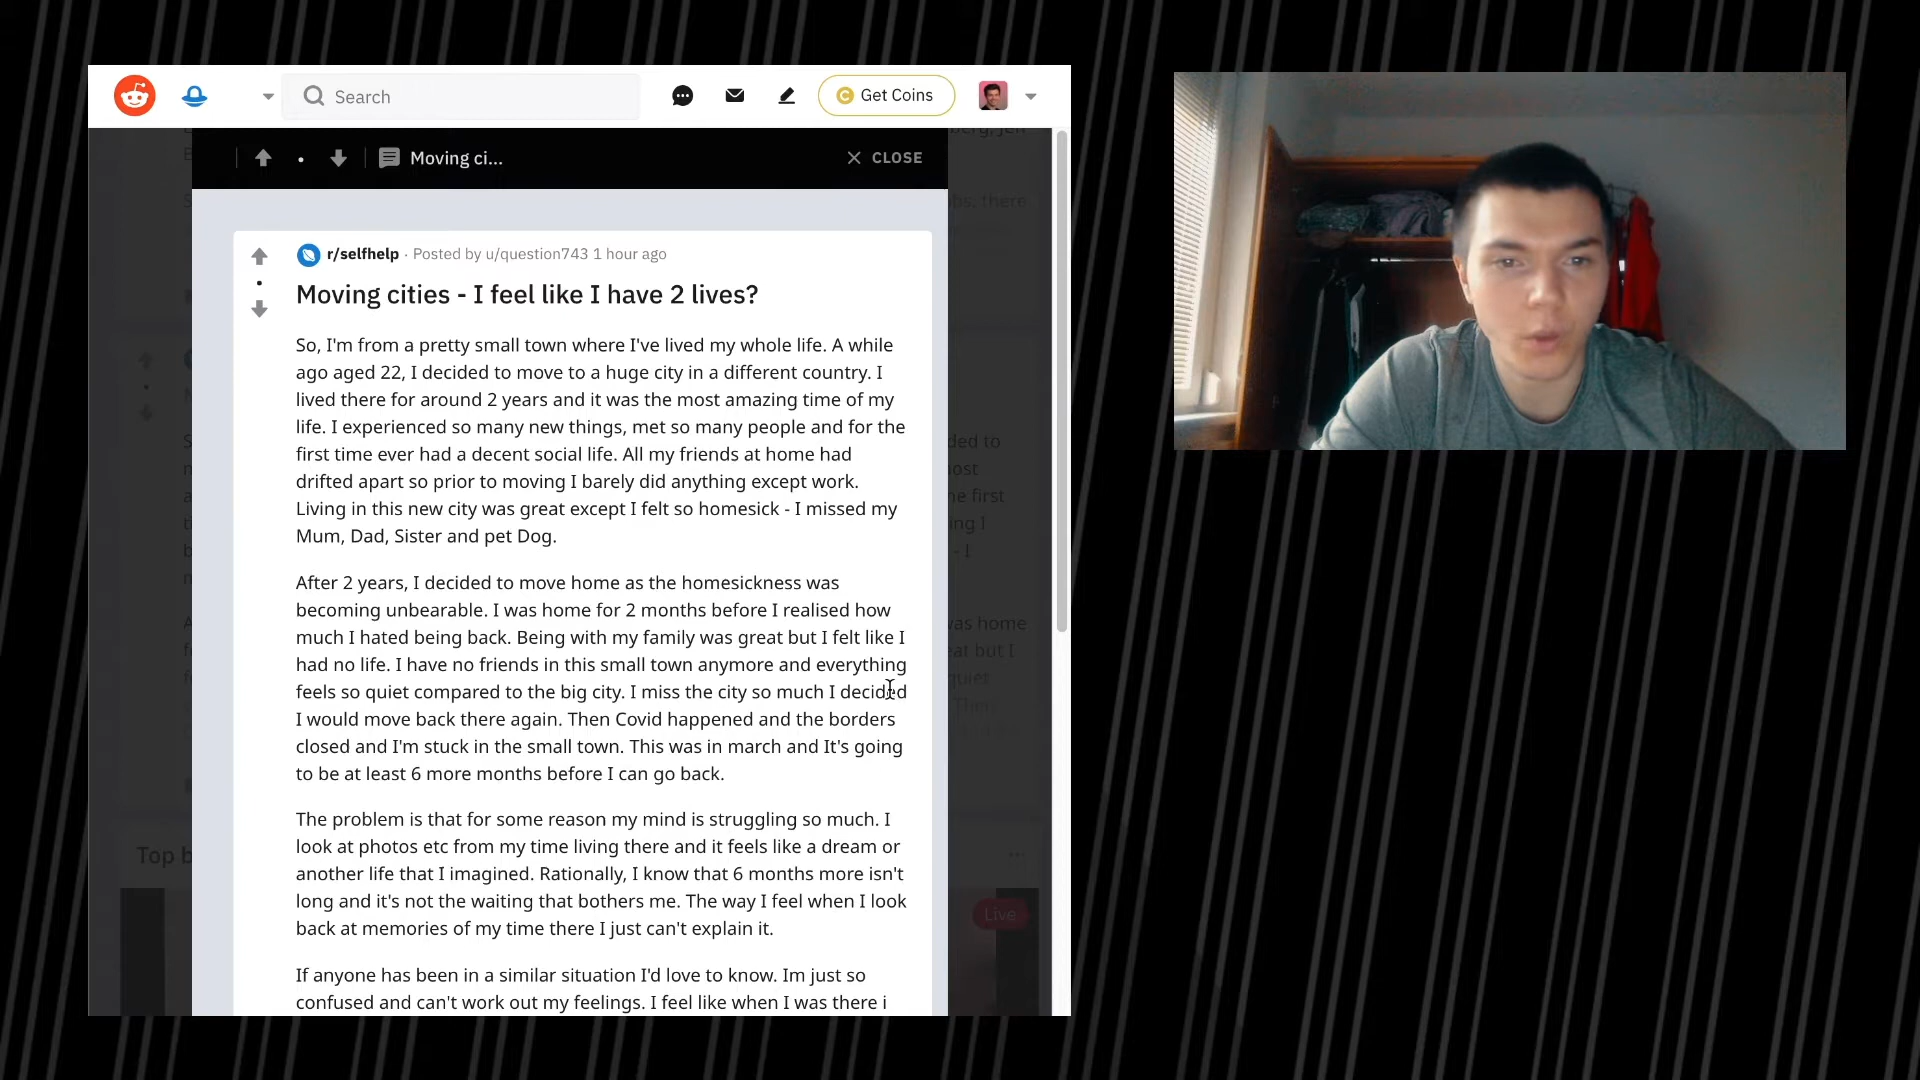 Search
Get Coins
Moving ci...
CLOSE
r/selfhelp · Posted by u/question743 1 hour ago
Moving cities - I feel like I have 2 lives?
So, I'm from a pretty small town where I've lived my whole life. A while
ago aged 22, I decided to move to a huge city in a different country. I
lived there for around 2 years and it was the most amazing time of my
life. I experienced so many new things, met so many people and for the
first time ever had a decent social life. All my friends at home had
drifted apart so prior to moving I barely did anything except work.
Living in this new city was great except I felt so homesick - I missed my
Mum, Dad, Sister and pet Dog.
After 2 years, I decided to move home as the homesickness was
becoming unbearable. I was home for 2 months before I realised how
much I hated being back. Being with my family was great but I felt like I
had no life. I have no friends in this small town anymore and everything
feels so quiet compared to the big city. I miss the city so much I decided
I would move back there again. Then Covid happened and the borders
closed and I'm stuck in the small town. This was in march and It's going
to be at least 6 more months before I can go back.
The problem is that for some reason my mind is struggling so much. I
look at photos etc from my time living there and it feels like a dream or
another life that I imagined. Rationally, I know that 6 months more isn't
long and it's not the waiting that bothers me. The way I feel when I look
back at memories of my time there I just can't explain it.
If anyone has been in a similar situation I'd love to know. Im just so
confused and can't work out my feelings. I feel like when I was there i
Top b
Live